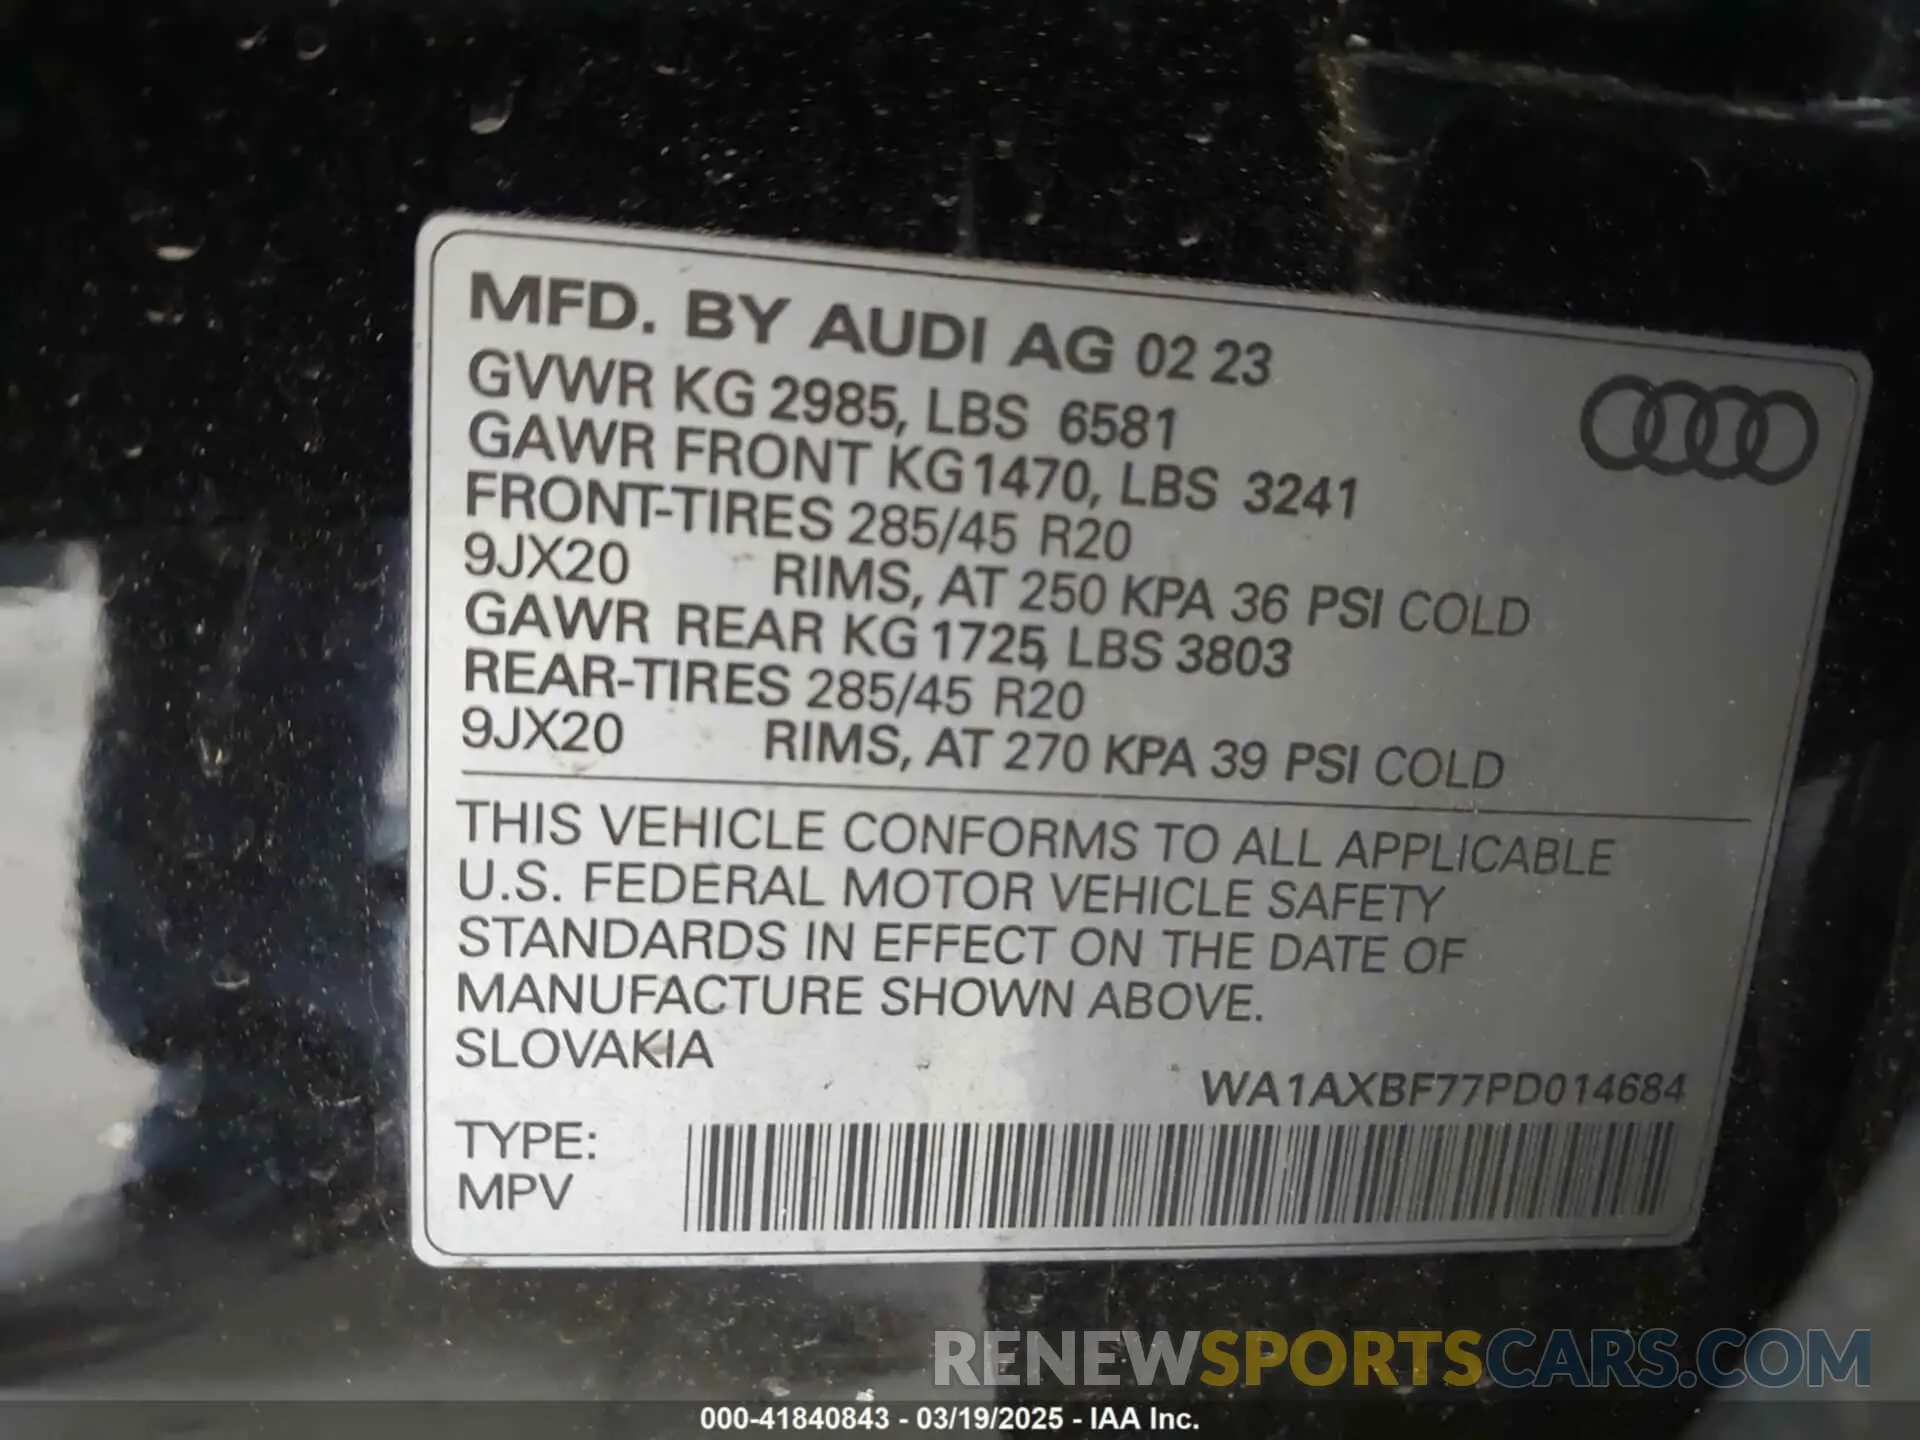 MFD. BY AUDI AG 02 23
GVWR KG 2985, LBS 6581
GAWR FRONT KG 1470, LBS 3241
FRONT-TIRES 285/45 R20
9JX20 RIMS, AT 250 KPA 36 PSI COLD
GAWR REAR KG 1725, LBS 3803
REAR-TIRES 285/45 R20
9JX20 RIMS, AT 270 KPA 39 PSI COLD
THIS VEHICLE CONFORMS TO ALL APPLICABLE
U.S. FEDERAL MOTOR VEHICLE SAFETY
STANDARDS IN EFFECT ON THE DATE OF
MANUFACTURE SHOWN ABOVE.
SLOVAKIA
WA1AXBF77PD014684
TYPE:
MPV
RENEWSPORTSCARS.COM
000-41840843 - 03/19/2025 - IAA Inc.